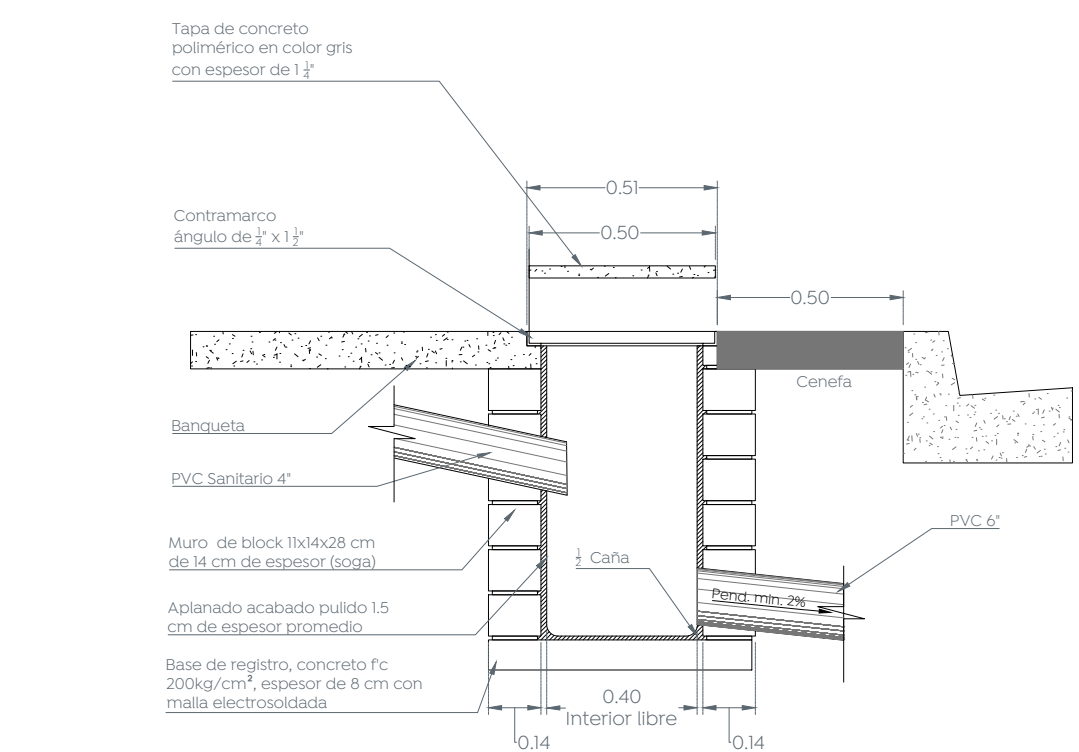 Tapa de concreto
polimérico en color gris
con espesor de 1 1/4"
0.51
Contramarco
ángulo de 1/4" x 1 1/2"
0.50
0.50
Cenefa
Banqueta
PVC Sanitario 4"
PVC 6"
Muro de block 11x14x28 cm
de 14 cm de espesor (soga)
1/2 Caña
Pend. min. 2%
Aplanado acabado pulido 1.5
cm de espesor promedio
Base de registro, concreto f'c
200kg/cm², espesor de 8 cm con
malla electrosoldada
0.40
Interior libre
0.14
0.14